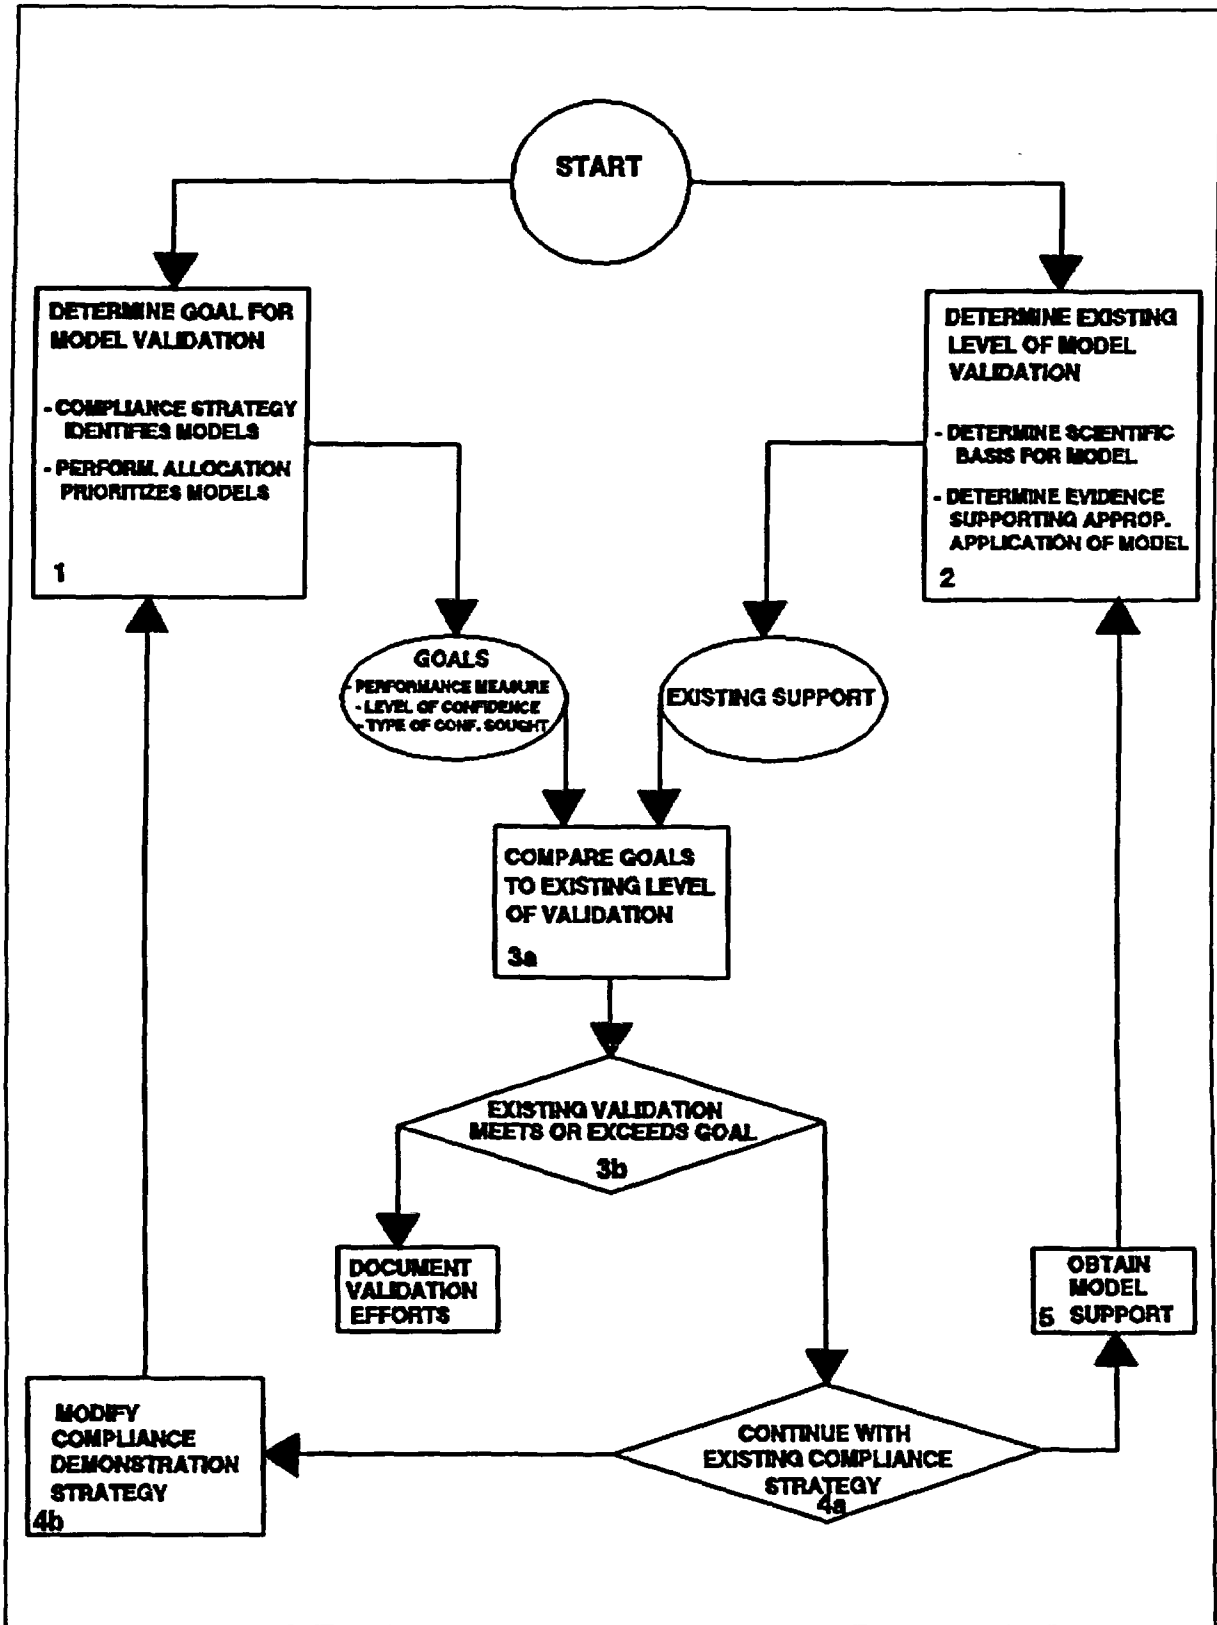 START
DETERMINE GOAL FOR
MODEL VALIDATION
- COMPLIANCE STRATEGY
IDENTIFIES MODELS
- PERFORM. ALLOCATION
PRIORITIZES MODELS
1
DETERMINE EXISTING
LEVEL OF MODEL
VALIDATION
- DETERMINE SCIENTIFIC
BASIS FOR MODEL
- DETERMINE EVIDENCE
SUPPORTING APPROP.
APPLICATION OF MODEL
2
GOALS
- PERFORMANCE MEASURE
- LEVEL OF CONFIDENCE
- TYPE OF CONF. SOUGHT
EXISTING SUPPORT
COMPARE GOALS
TO EXISTING LEVEL
OF VALIDATION
3a
EXISTING VALIDATION
MEETS OR EXCEEDS GOAL
3b
DOCUMENT
VALIDATION
EFFORTS
OBTAIN
MODEL
5 SUPPORT
CONTINUE WITH
EXISTING COMPLIANCE
STRATEGY
4a
MODIFY
COMPLIANCE
DEMONSTRATION
STRATEGY
4b